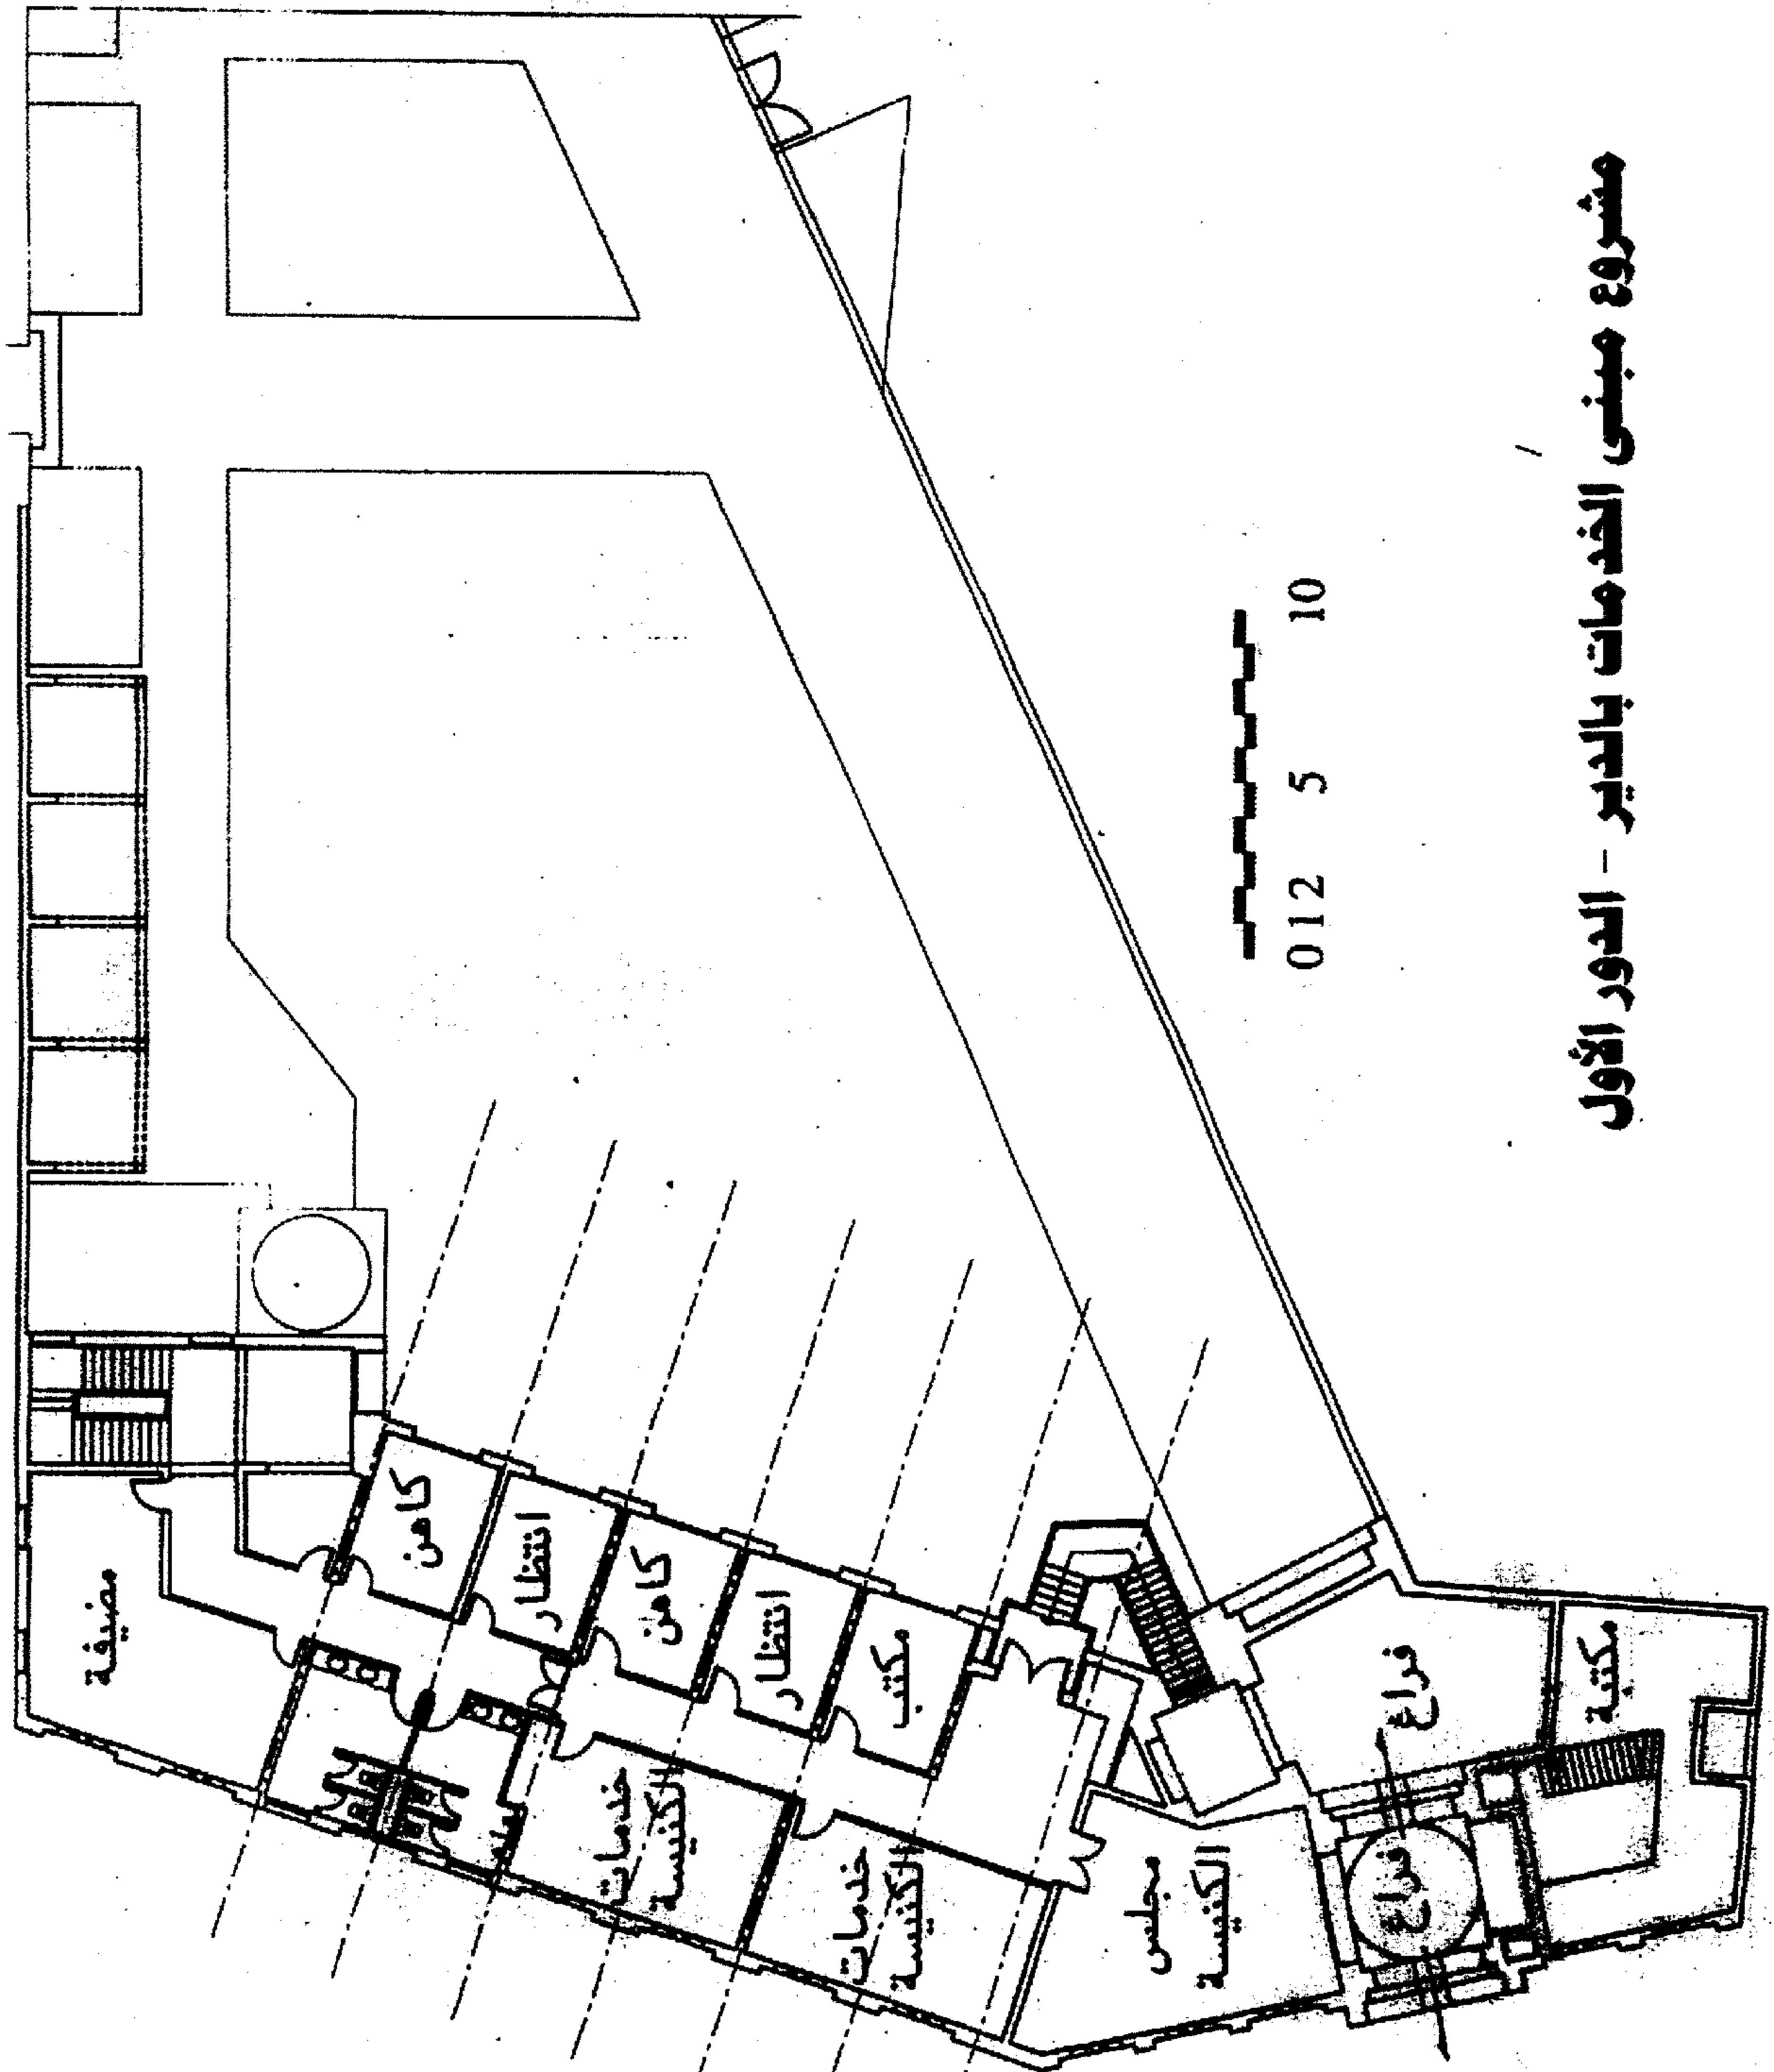 مشروع مبنى الخدمات بالدير - الدور الأول
0 1 2 5 10
مضيفة
كاهن
انتظار
كاهن
انتظار
مكتب
خدمات
الكنيسة
خدمات
الكنيسة
مجلس
الكنيسة
فراغ
فراغ
مكتبة